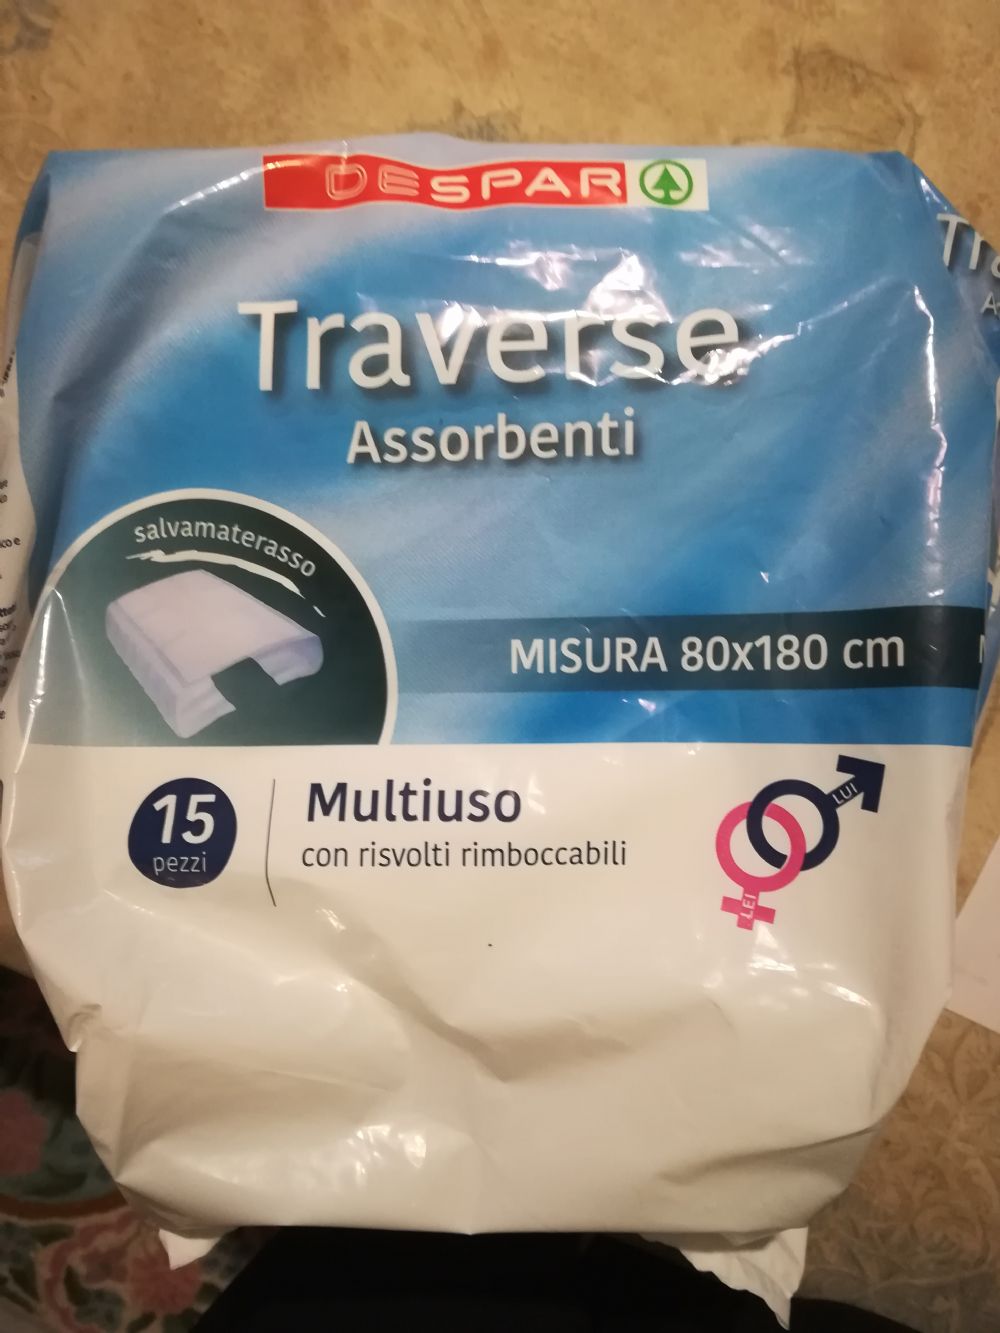 DESPAR
Traverse
Assorbenti
salvamaterasso
MISURA 80x180 cm
15
pezzi
Multiuso
con risvolti rimboccabili
LUI
LEI